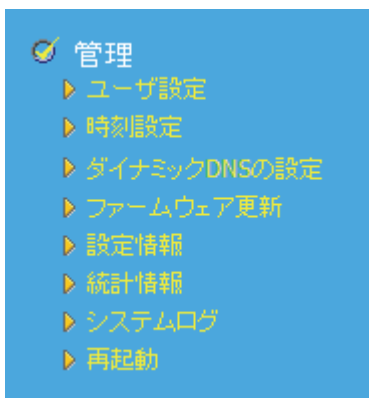 管理
ユーザ設定
時刻設定
ダイナミックDNSの設定
ファームウェア更新
設定情報
統計情報
システムログ
再起動